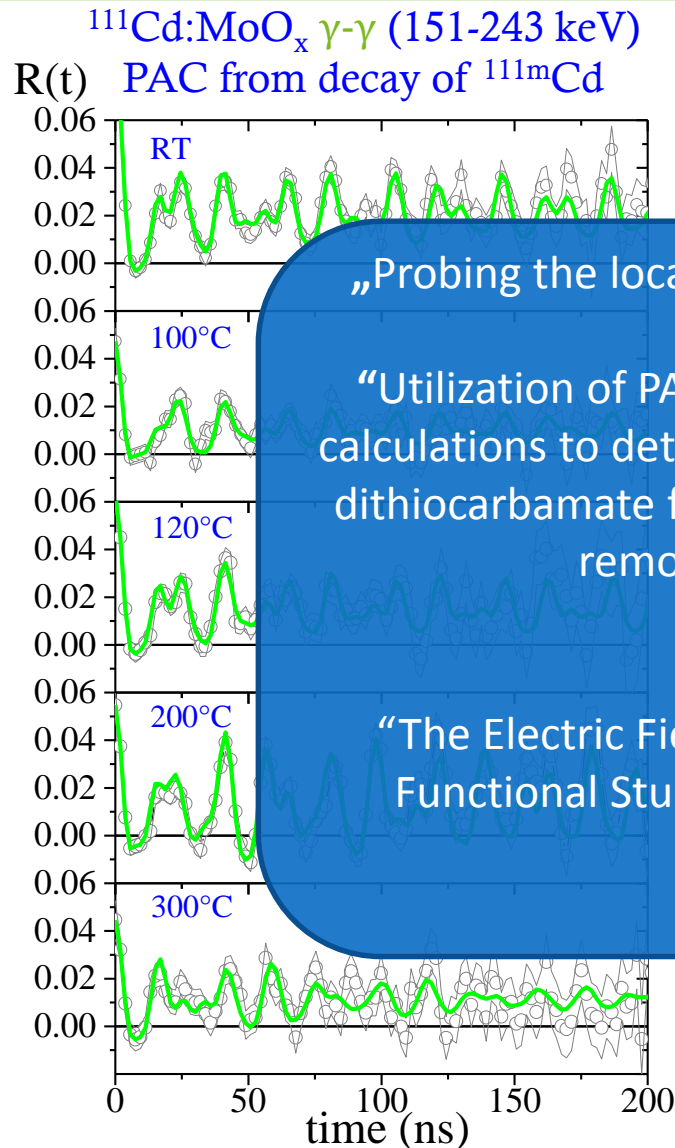 ¹¹¹Cd:MoOₓ γ-γ (151-243 keV)
R(t) PAC from decay of ¹¹¹ᵐCd
0.06
RT
0.04
0.02
0.00
0.06
100°C
0.04
0.02
0.00
0.06
120°C
0.04
0.02
0.00
0.06
200°C
0.04
0.02
0.00
0.06
300°C
0.04
0.02
0.00
0 50 100 150 200
time (ns)
„Probing the loca
“Utilization of PA
calculations to det
dithiocarbamate f
remo
“The Electric Fie
Functional Stu